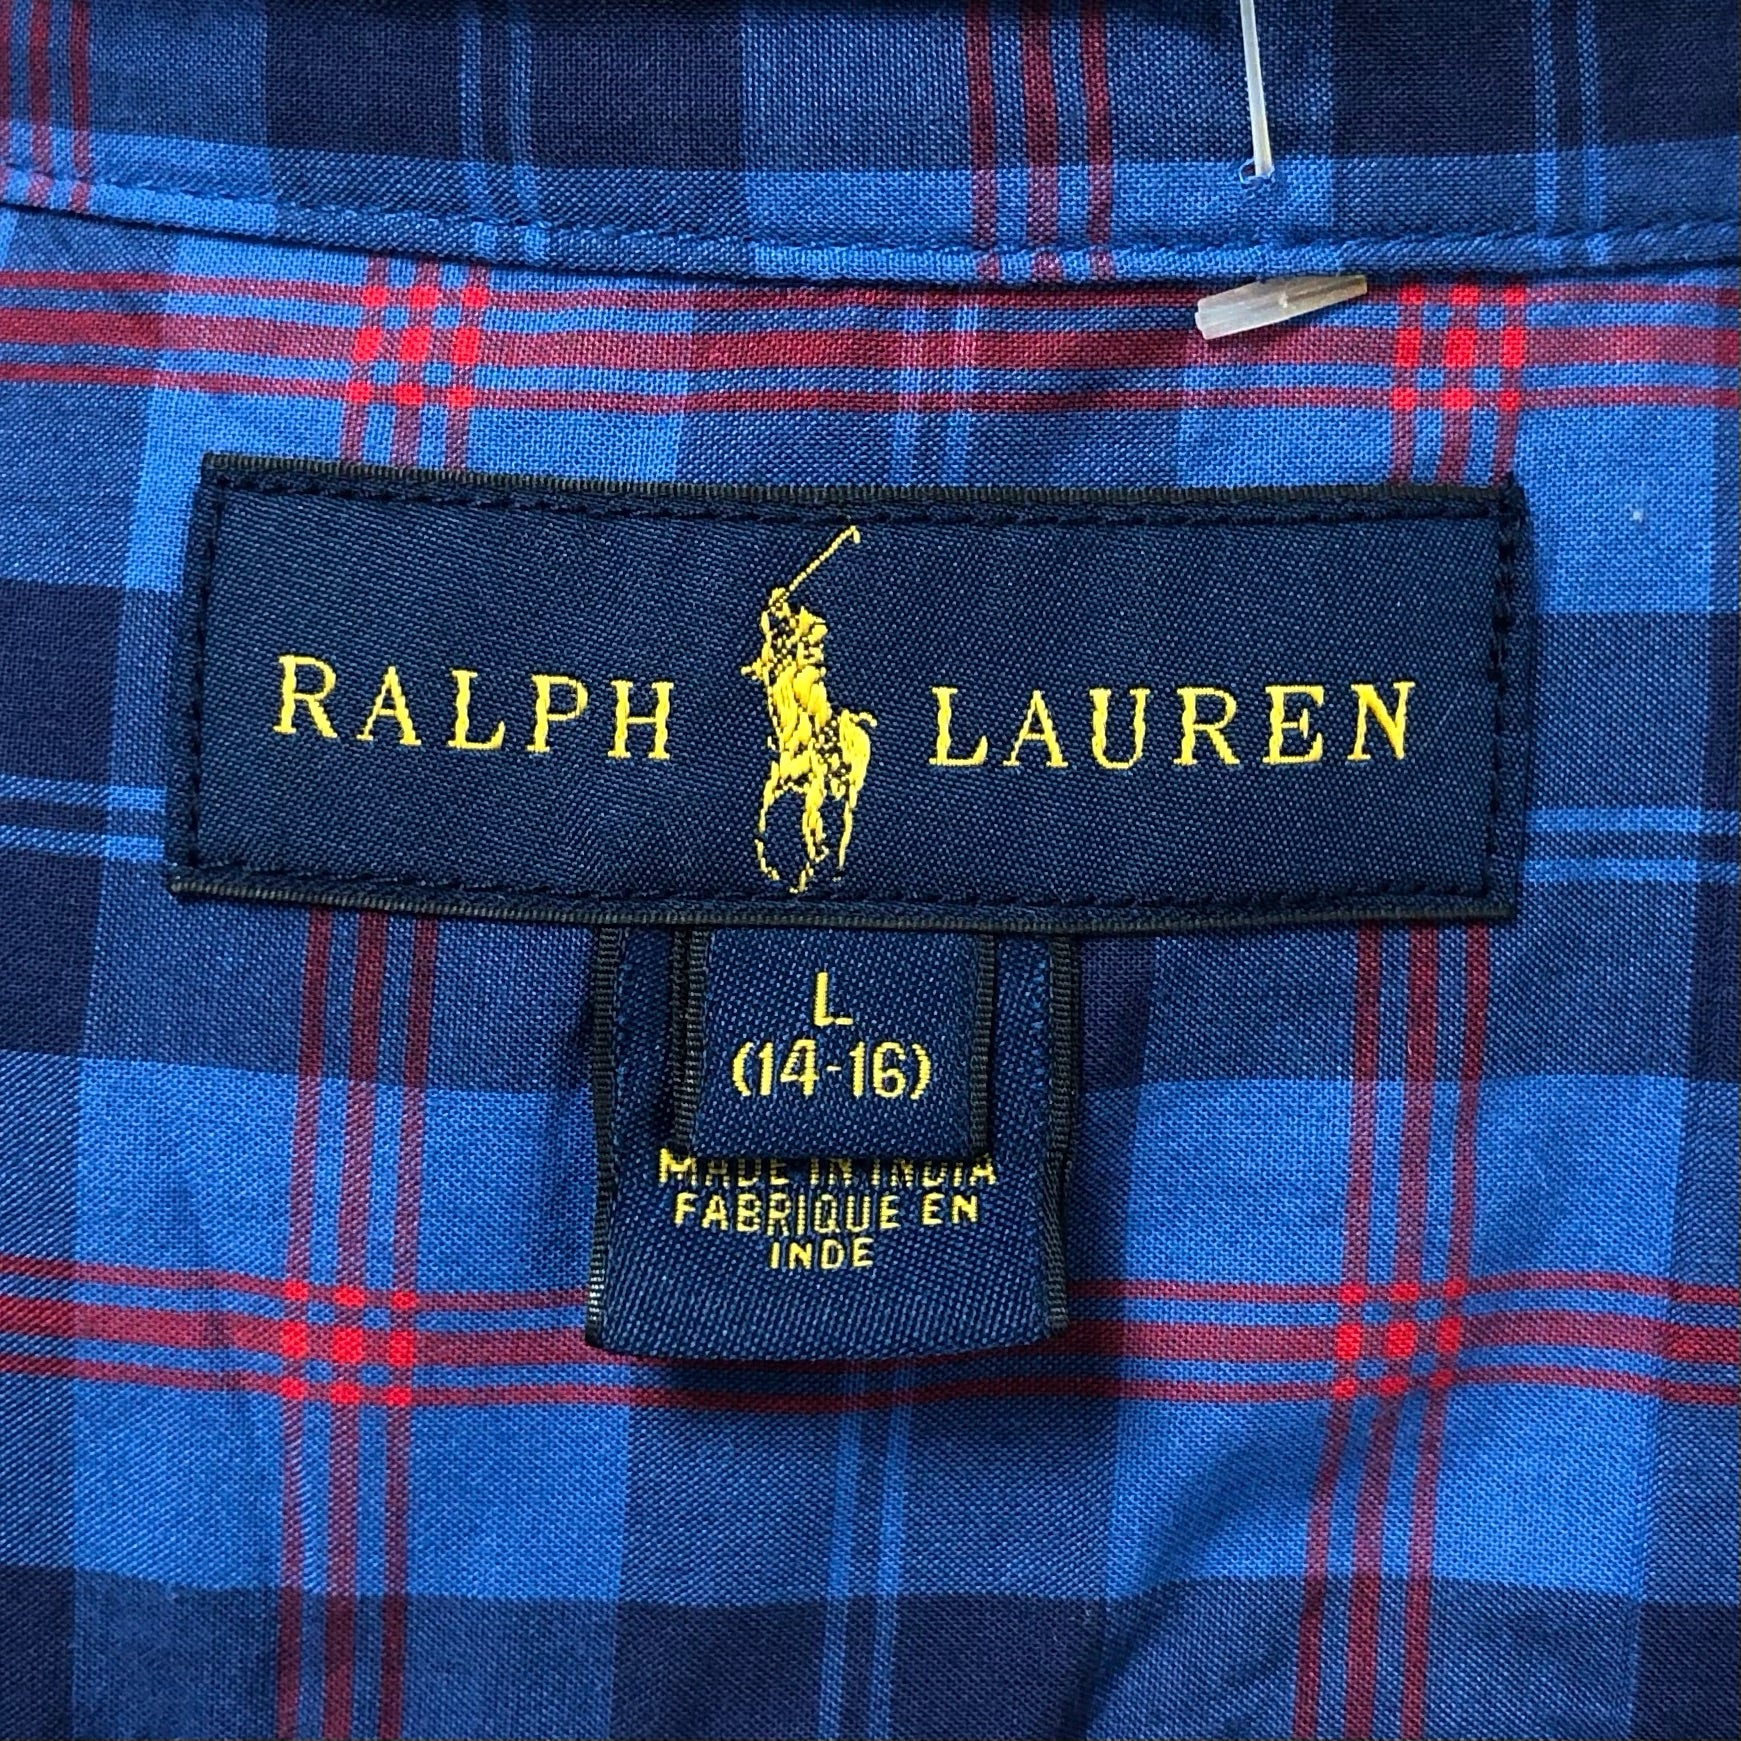 RALPH LAUREN
L
(14-16)
MADE IN INDIA
FABRIQUE EN
INDE